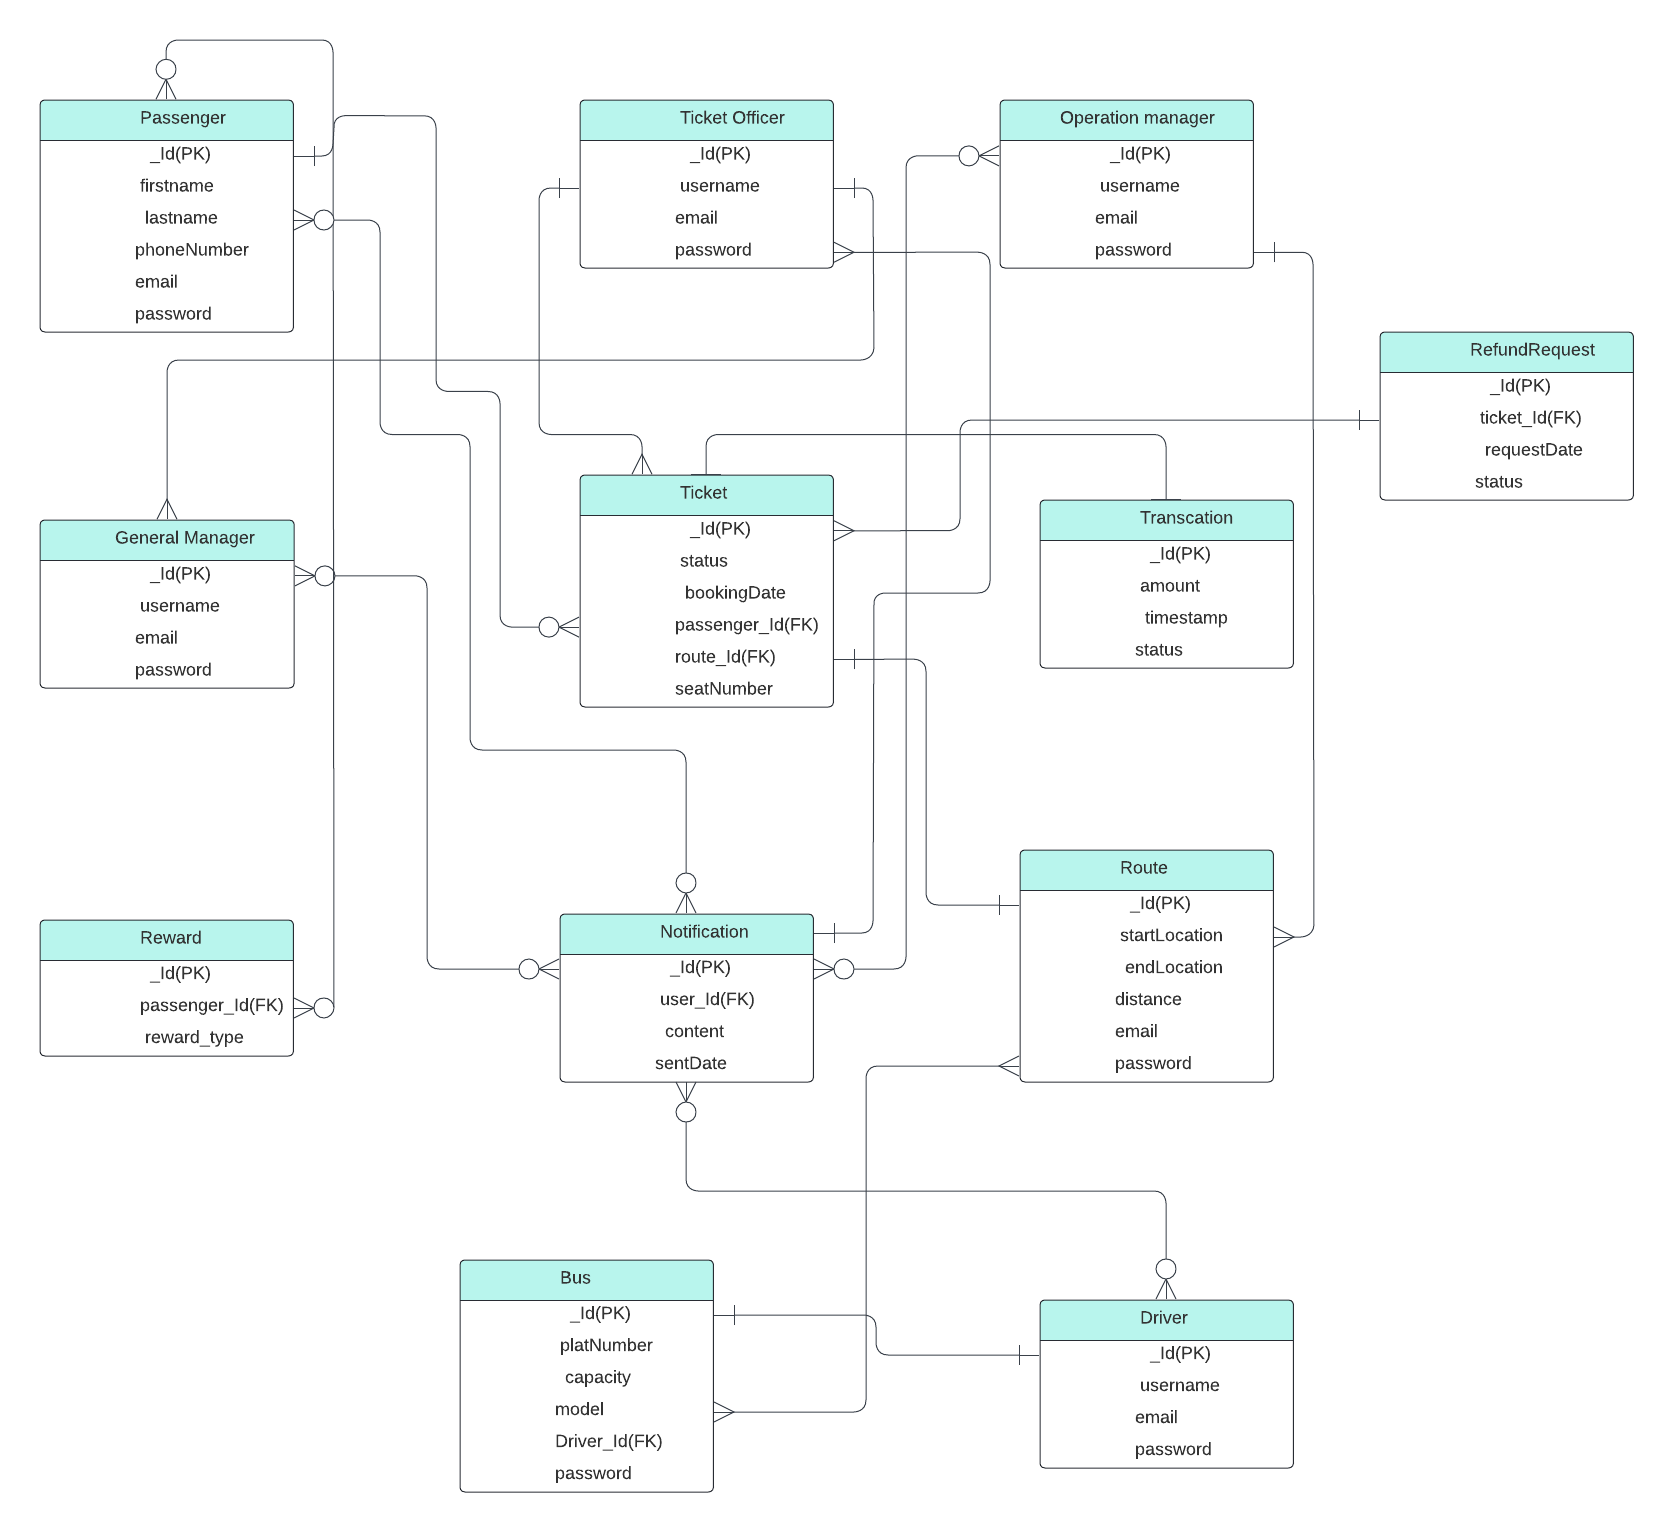 Passenger
_Id(PK)
firstname
lastname
phoneNumber
email
password
Ticket Officer
_Id(PK)
username
email
password
Operation manager
_Id(PK)
username
email
password
RefundRequest
_Id(PK)
ticket_Id(FK)
requestDate
status
General Manager
_Id(PK)
username
email
password
Ticket
_Id(PK)
status
bookingDate
passenger_Id(FK)
route_Id(FK)
seatNumber
Transcation
_Id(PK)
amount
timestamp
status
Reward
_Id(PK)
passenger_Id(FK)
reward_type
Notification
_Id(PK)
user_Id(FK)
content
sentDate
Route
_Id(PK)
startLocation
endLocation
distance
email
password
Bus
_Id(PK)
platNumber
capacity
model
Driver_Id(FK)
password
Driver
_Id(PK)
username
email
password